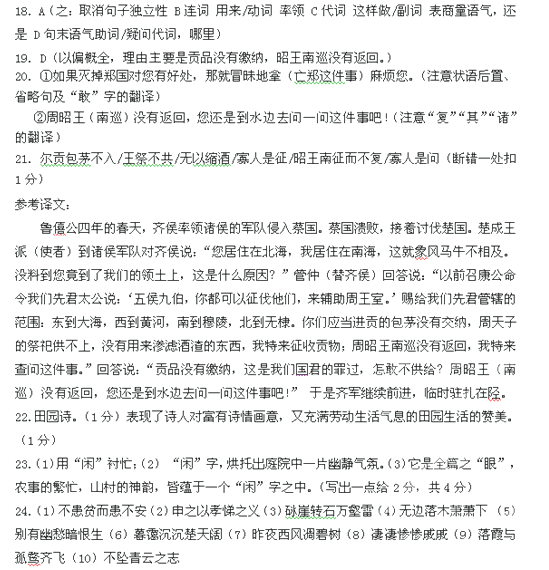 18. A（之：取消句子独立性 B连词 用来/动词 率领 C代词 这样做/副词 表商量语气，还
是 D句末语气助词/疑问代词，哪里）
19. D（以偏概全，理由主要是贡品没有缴纳，昭王南巡没有返回。）
20. ①如果灭掉郑国对您有好处，那就冒昧地拿（亡郑这件事）麻烦您。（注意状语后置、
省略句及“敢”字的翻译）
②周昭王（南巡）没有返回，您还是到水边去问一问这件事吧！（注意“复”“其”“诸”
的翻译）
21. 尔贡包茅不入/王祭不共/无以缩酒/寡人是征/昭王南征而不复/寡人是问（断错一处扣
1分）
参考译文：
鲁僖公四年的春天，齐侯率领诸侯的军队侵入蔡国。蔡国溃败，接着讨伐楚国。楚成王
派（使者）到诸侯军队对齐侯说：“您居住在北海，我居住在南海，这就象风马牛不相及。
没料到您竟到了我们的领土上，这是什么原因？”管仲（替齐侯）回答说：“以前召康公命
令我们先君太公说：‘五侯九伯，你都可以征伐他们，来辅助周王室。’赐给我们先君管辖的
范围：东到大海，西到黄河，南到穆陵，北到无棣。你们应当进贡的包茅没有交纳，周天子
的祭祀供不上，没有用来渗滤酒渣的东西，我特来征收贡物；周昭王南巡没有返回，我特来
查问这件事。”回答说：“贡品没有缴纳，这是我们国君的罪过，怎敢不供给？周昭王（南
巡）没有返回，您还是到水边去问一问这件事吧！” 于是齐军继续前进，临时驻扎在陉。
22. 田园诗。（1分）表现了诗人对富有诗情画意，又充满劳动生活气息的田园生活的赞美。
（1分）
23. (1)用“闲”衬忙；(2) “闲”字，烘托出庭院中一片幽静气氛。(3)它是全篇之“眼”，
农事的繁忙，山村的神韵，皆蕴于一个“闲”字之中。（写出一点给2分，共4分）
24. (1)不患贫而患不安 (2)申之以孝悌之义 (3)砯崖转石万壑雷 (4)无边落木萧萧下 (5)
别有幽愁暗恨生 (6)暮霭沉沉楚天阔 (7)昨夜西风凋碧树 (8)凄凄惨惨戚戚 (9)落霞与
孤鹜齐飞 (10)不坠青云之志